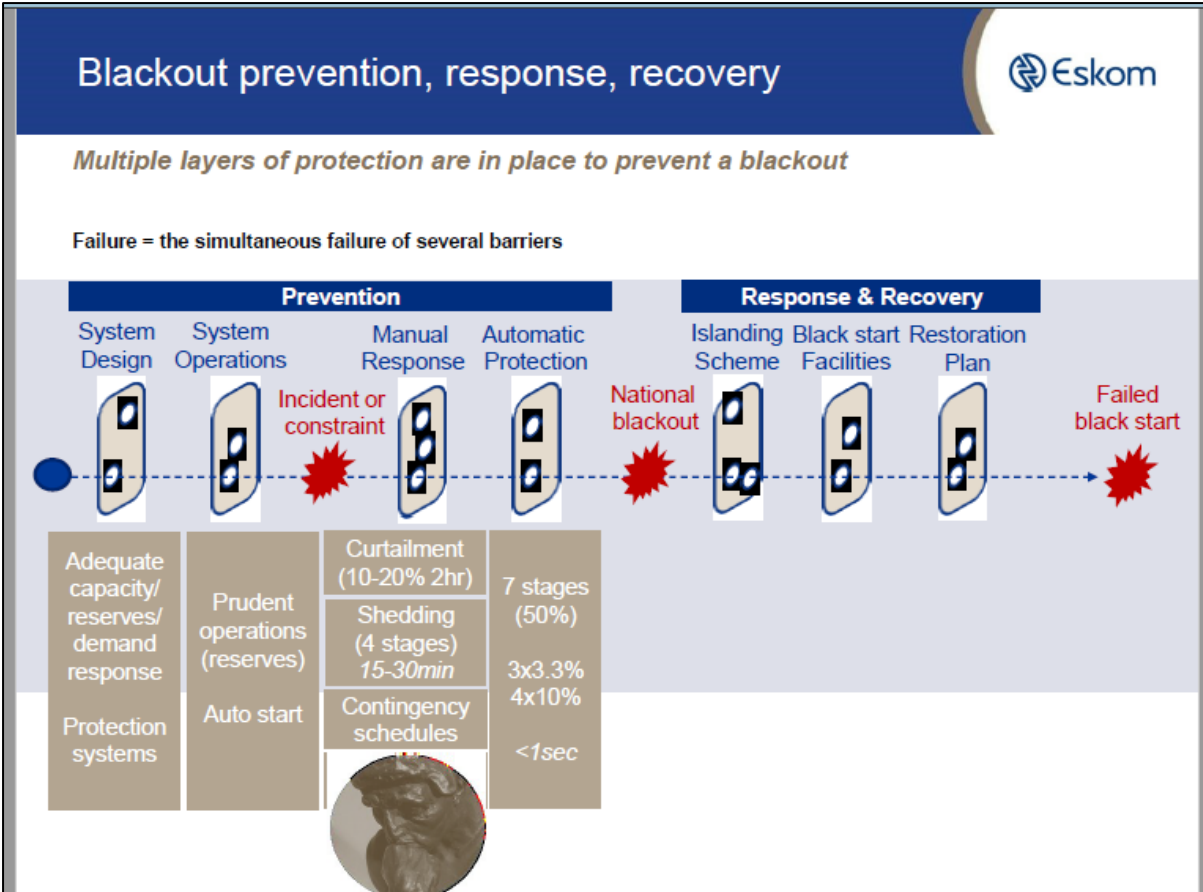 Blackout prevention, response, recovery
Eskom
Multiple layers of protection are in place to prevent a blackout
Failure = the simultaneous failure of several barriers
Prevention
Response & Recovery
System
Design
System
Operations
Incident or
constraint
Manual
Response
Automatic
Protection
National
blackout
Islanding
Scheme
Black start
Facilities
Restoration
Plan
Failed
black start
Adequate
capacity/
reserves/
demand
response
Protection
systems
Prudent
operations
(reserves)
Auto start
Curtailment
(10-20% 2hr)
Shedding
(4 stages)
15-30min
Contingency
schedules
7 stages
(50%)
3x3.3%
4x10%
<1sec